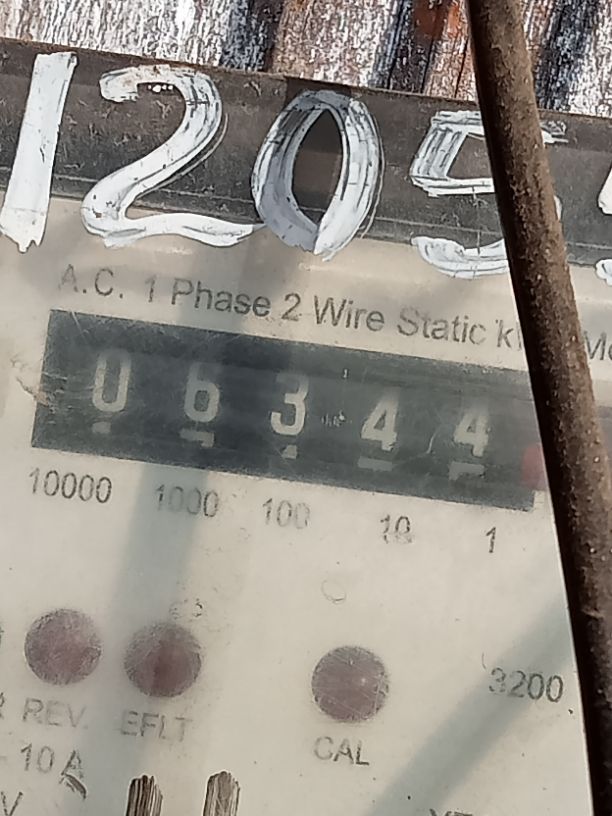 1205
A.C. 1 Phase 2 Wire Static
0 6 3 4 4
10000 1000 100 10 1
3200
REV. EFLT CAL
10 A